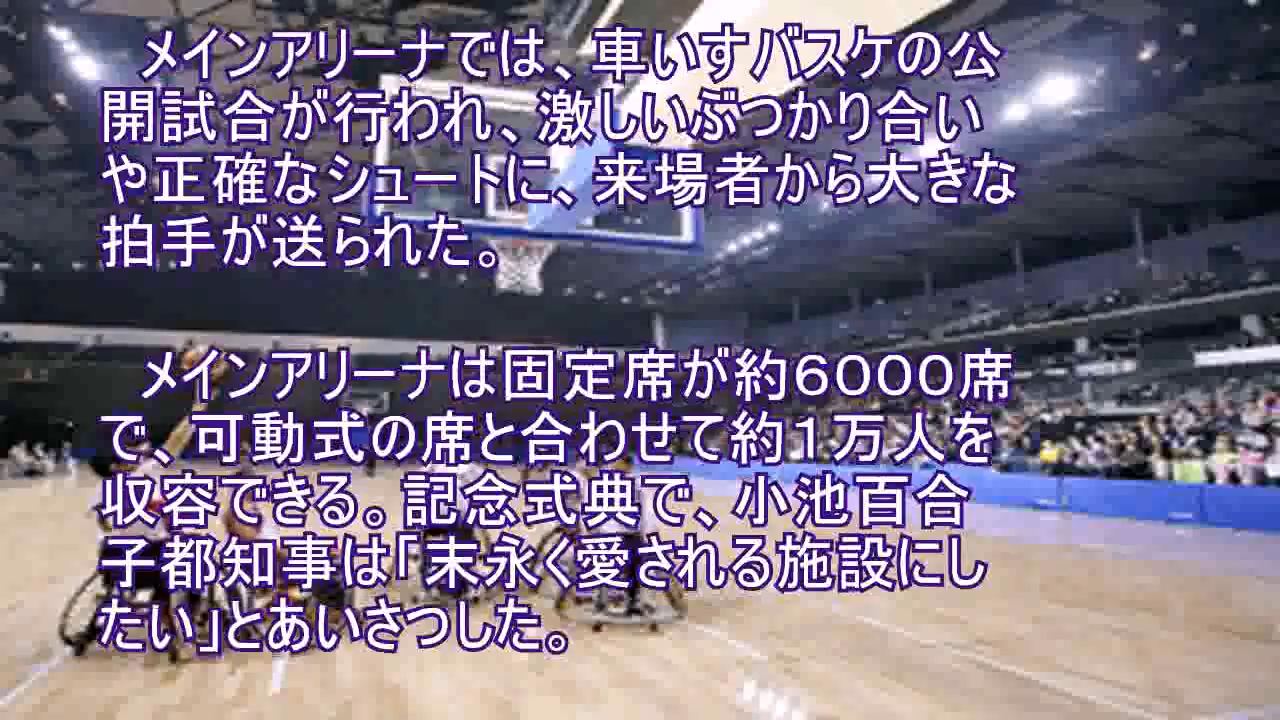 メインアリーナでは、車いすバスケの公
開試合が行われ、激しいぶつかり合い
や正確なシュートに、来場者から大きな
拍手が送られた。
メインアリーナは固定席が約６０００席
で、可動式の席と合わせて約１万人を
収容できる。記念式典で、小池百合
子都知事は「末永く愛される施設にし
たい」とあいさつした。